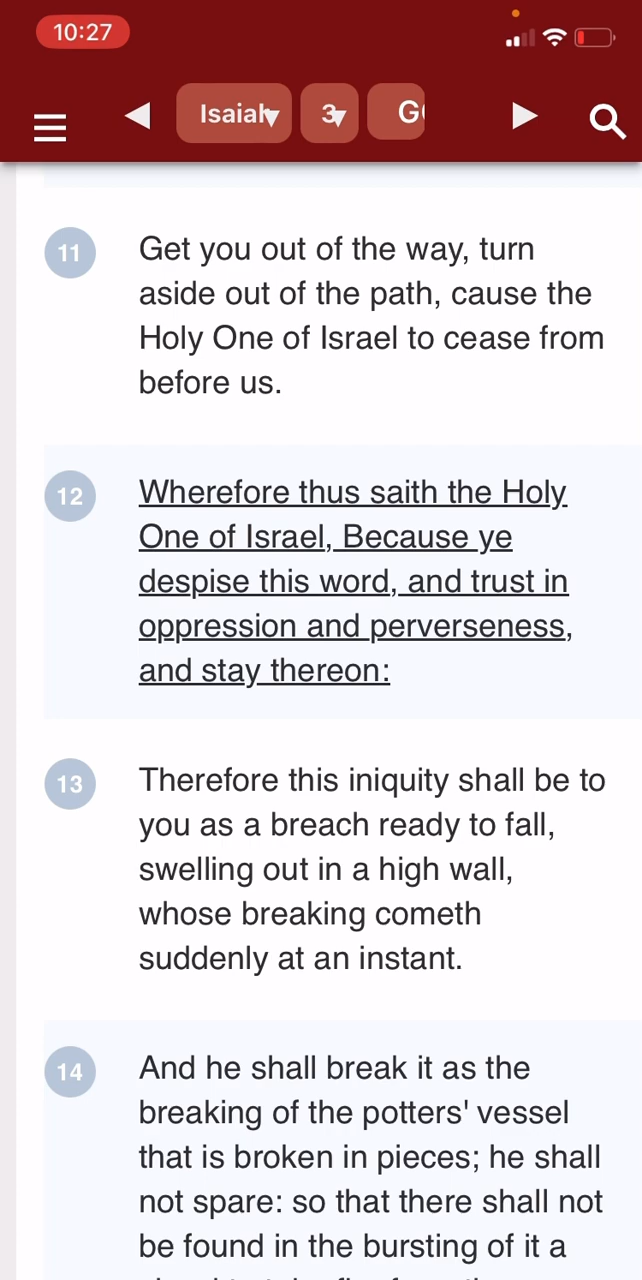 10:27
Isaiah 3 G
11 Get you out of the way, turn
aside out of the path, cause the
Holy One of Israel to cease from
before us.
12 Wherefore thus saith the Holy
One of Israel, Because ye
despise this word, and trust in
oppression and perverseness,
and stay thereon:
13 Therefore this iniquity shall be to
you as a breach ready to fall,
swelling out in a high wall,
whose breaking cometh
suddenly at an instant.
14 And he shall break it as the
breaking of the potters' vessel
that is broken in pieces; he shall
not spare: so that there shall not
be found in the bursting of it a